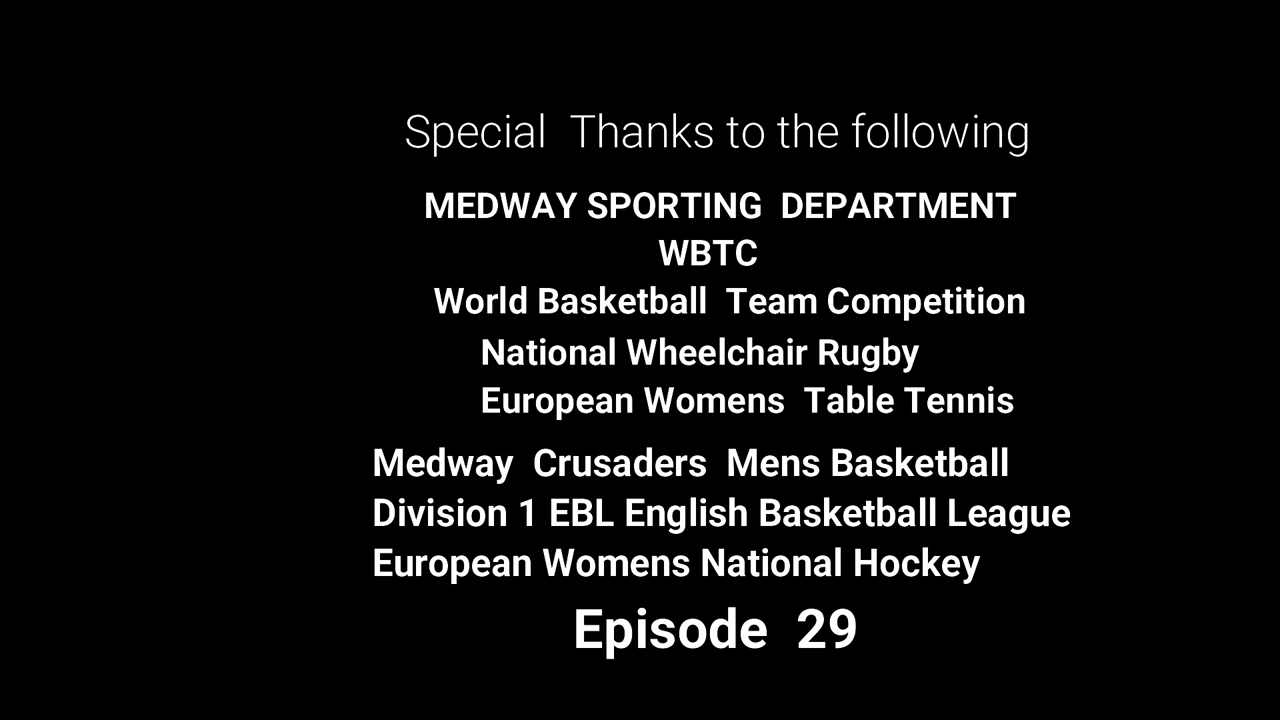 Special Thanks to the following
MEDWAY SPORTING DEPARTMENT
WBTC
World Basketball Team Competition
National Wheelchair Rugby
European Womens Table Tennis
Medway Crusaders Mens Basketball
Division 1 EBL English Basketball League
European Womens National Hockey
Episode 29